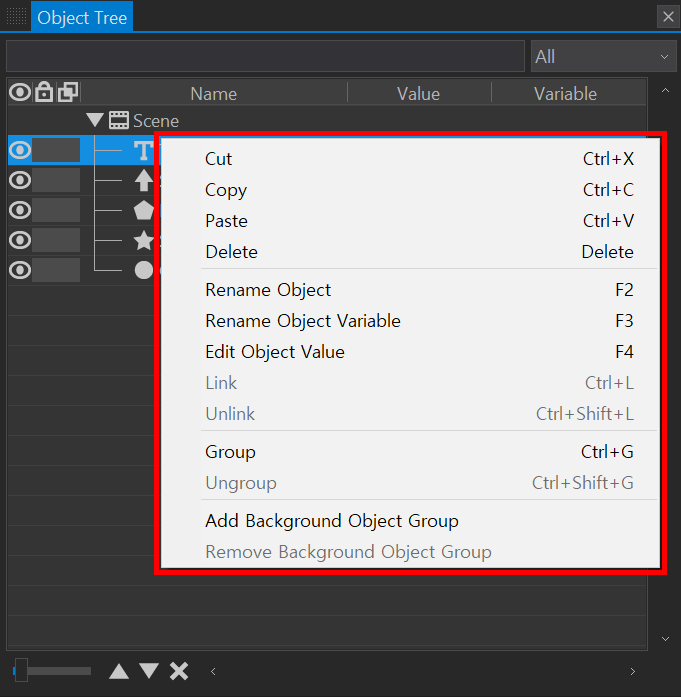 Object Tree
All
Name Value Variable
Scene
Cut Ctrl+X
Copy Ctrl+C
Paste Ctrl+V
Delete Delete
Rename Object F2
Rename Object Variable F3
Edit Object Value F4
Link Ctrl+L
Unlink Ctrl+Shift+L
Group Ctrl+G
Ungroup Ctrl+Shift+G
Add Background Object Group
Remove Background Object Group